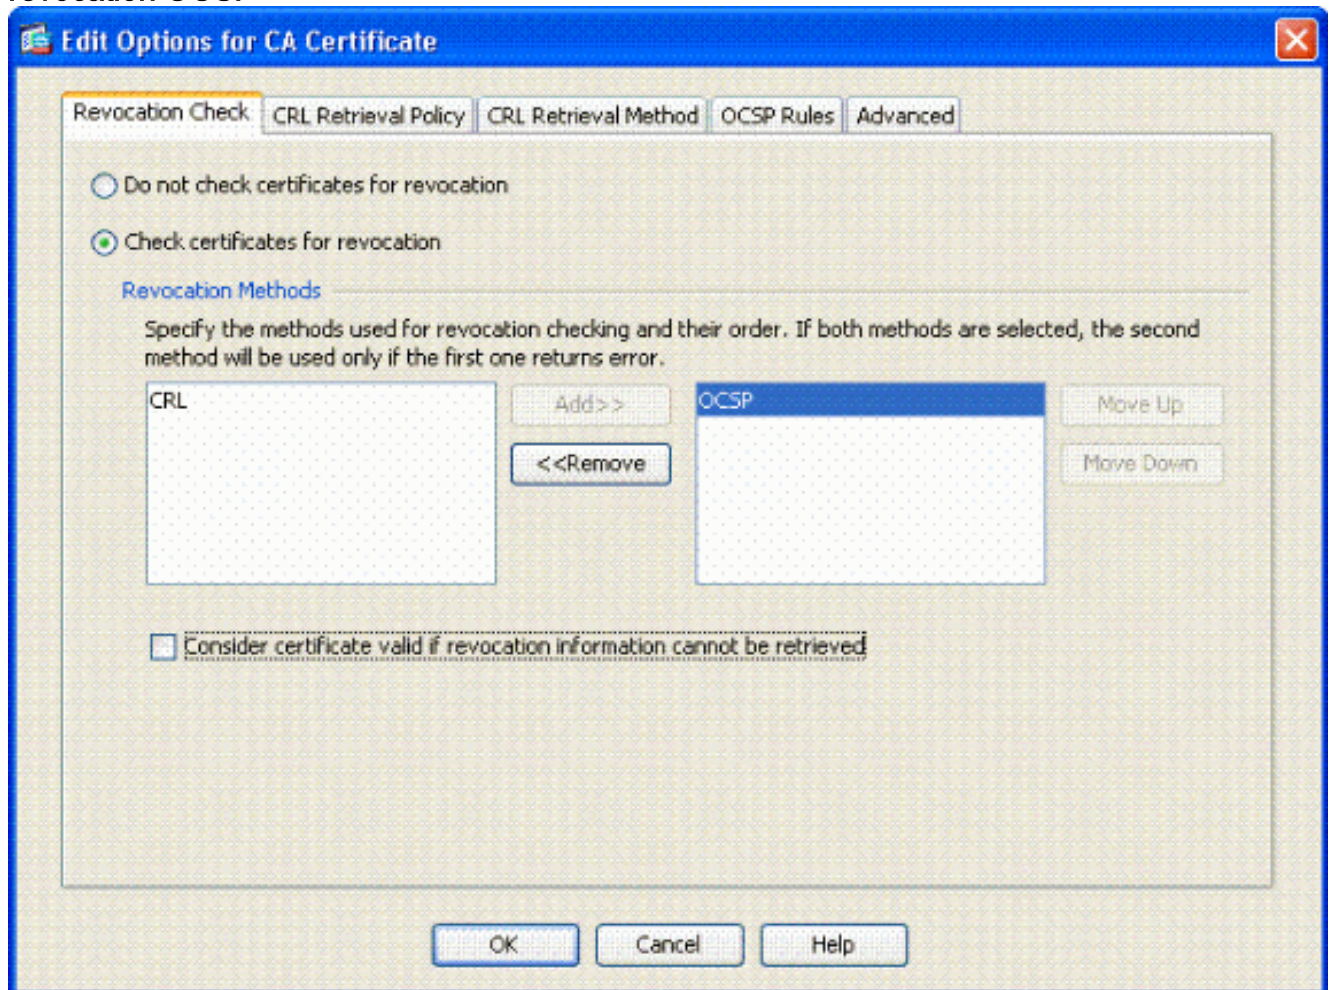 Edit Options for CA Certificate
Revocation Check
CRL Retrieval Policy
CRL Retrieval Method
OCSP Rules
Advanced
Do not check certificates for revocation
Check certificates for revocation
Revocation Methods
Specify the methods used for revocation checking and their order. If both methods are selected, the second
method will be used only if the first one returns error.
CRL
Add>>
OCSP
Move Up
<<Remove
Move Down
Consider certificate valid if revocation information cannot be retrieved
OK
Cancel
Help